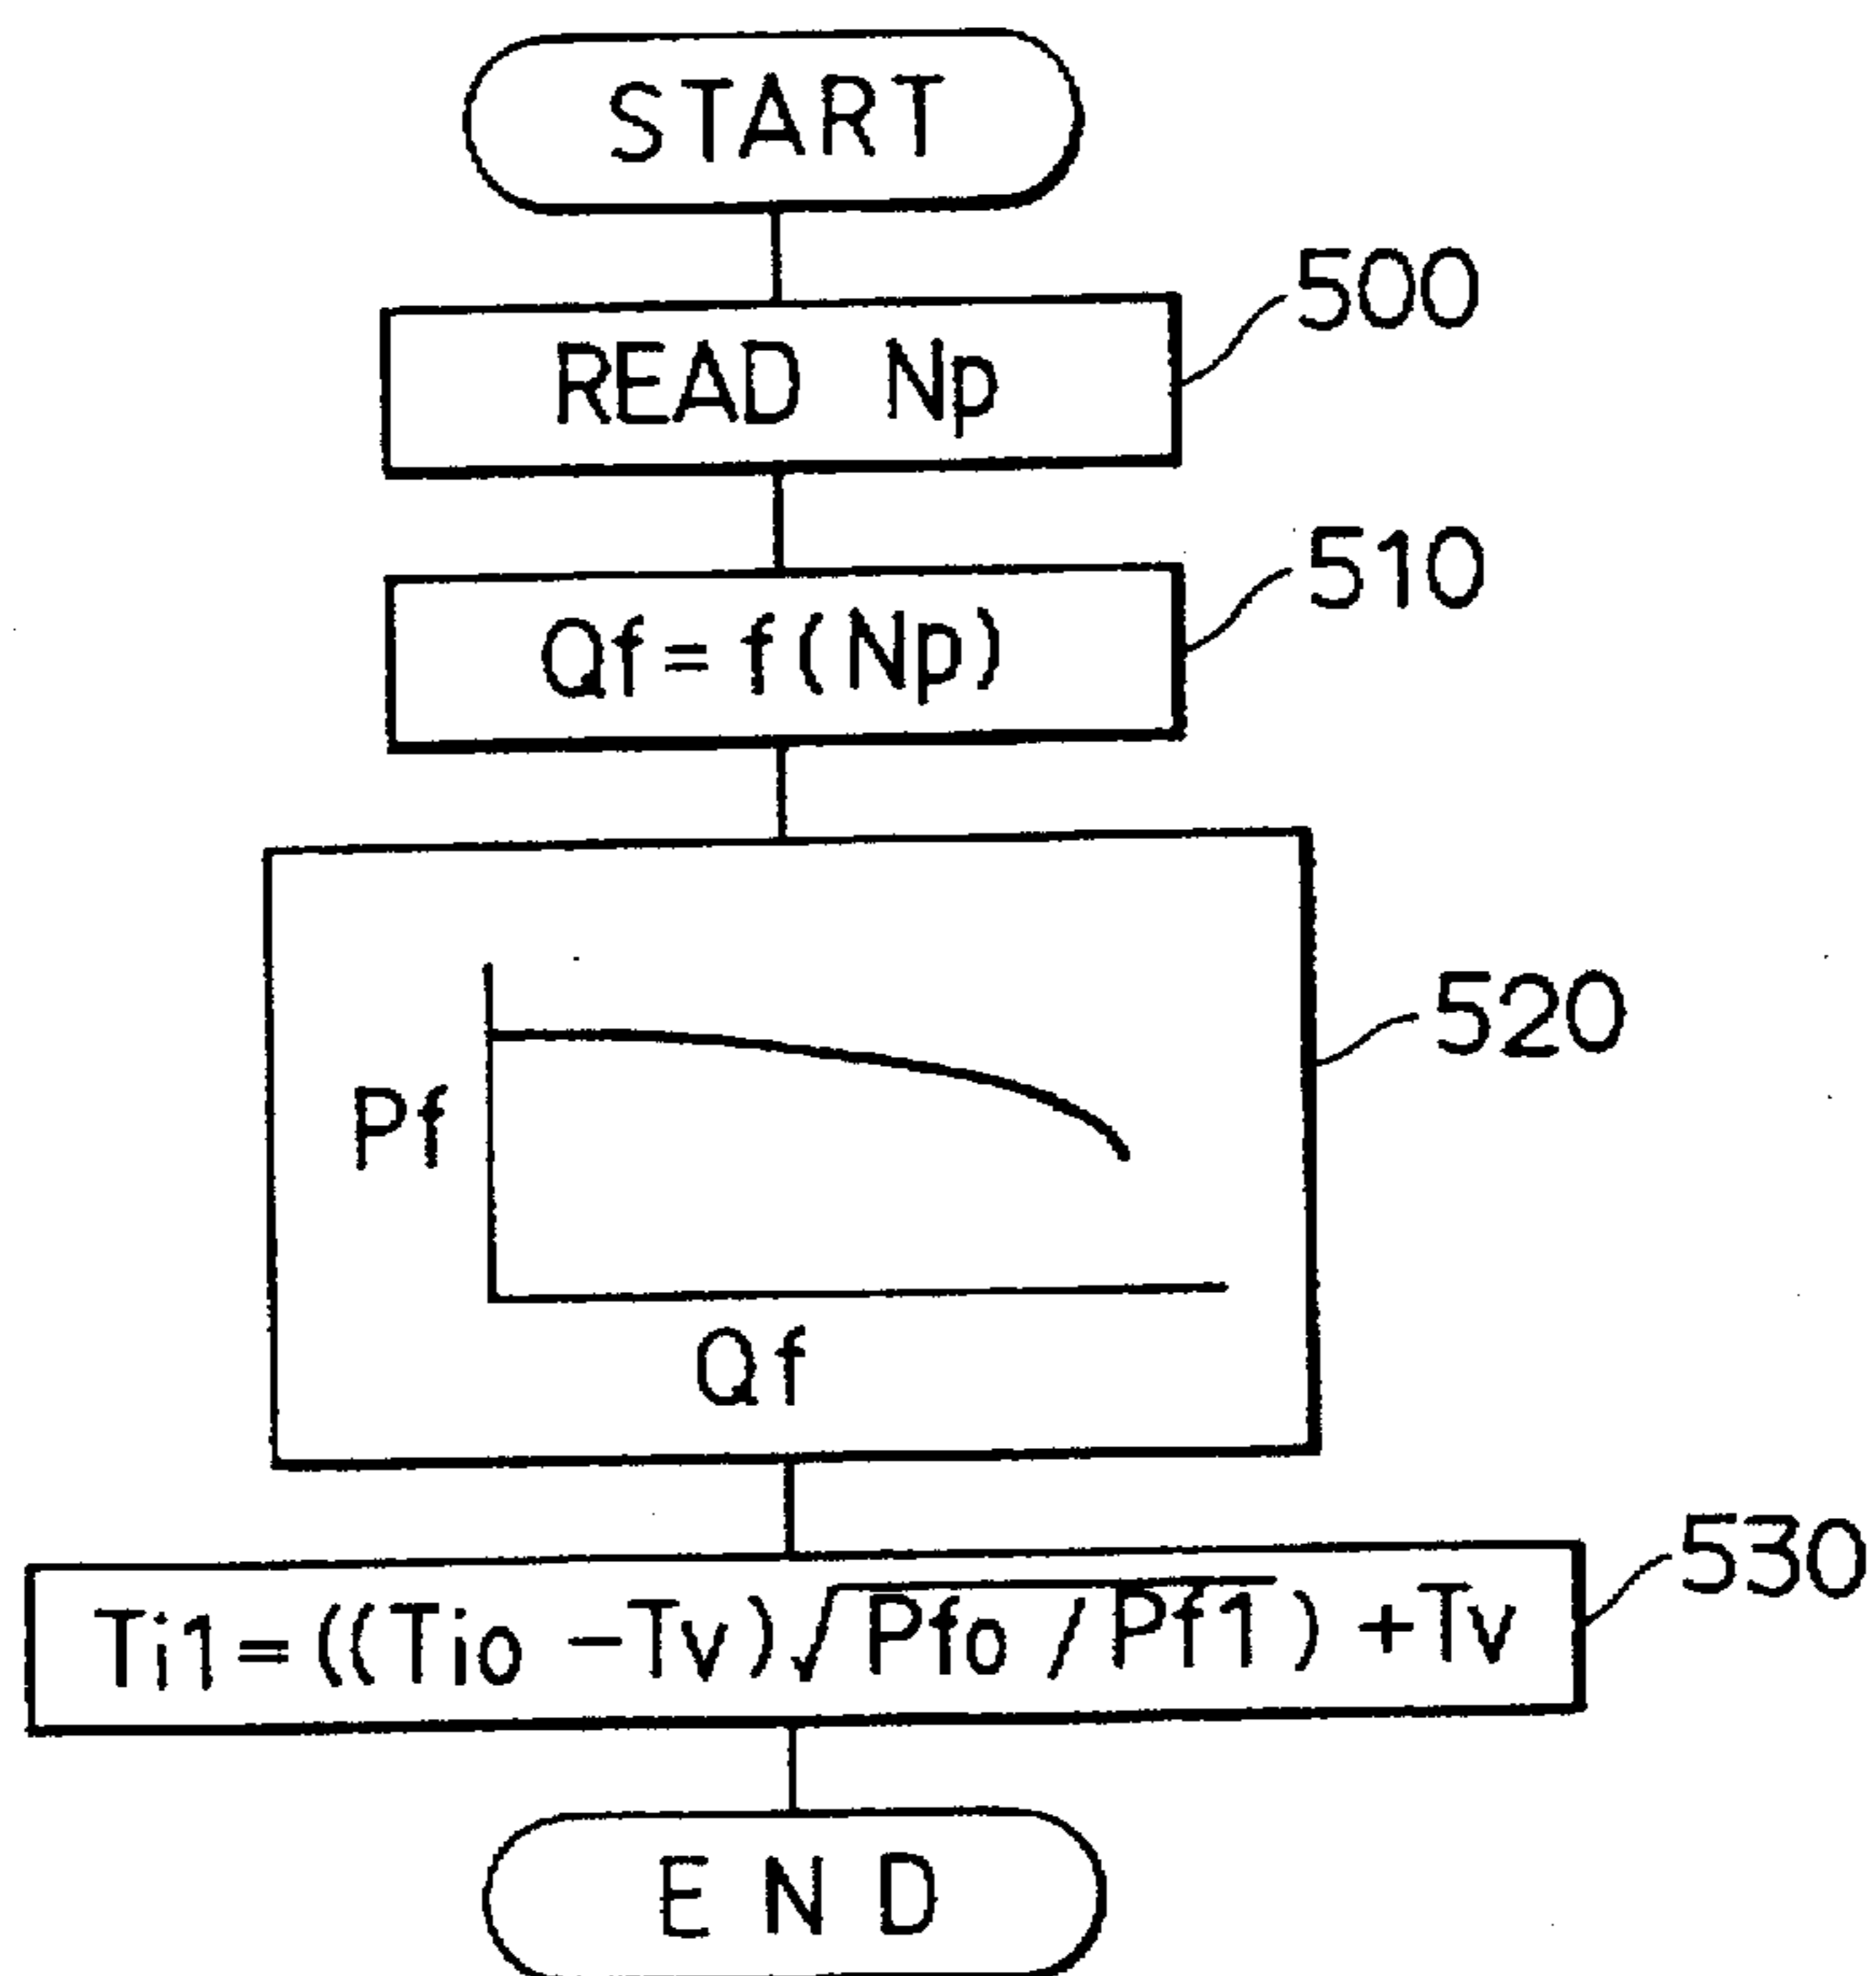 START
500
READ Np
510
Qf = f(Np)
520
Pf
Qf
530
Ti1 = ((Tio - Tv)√Pfo / Pf1) + Tv
END